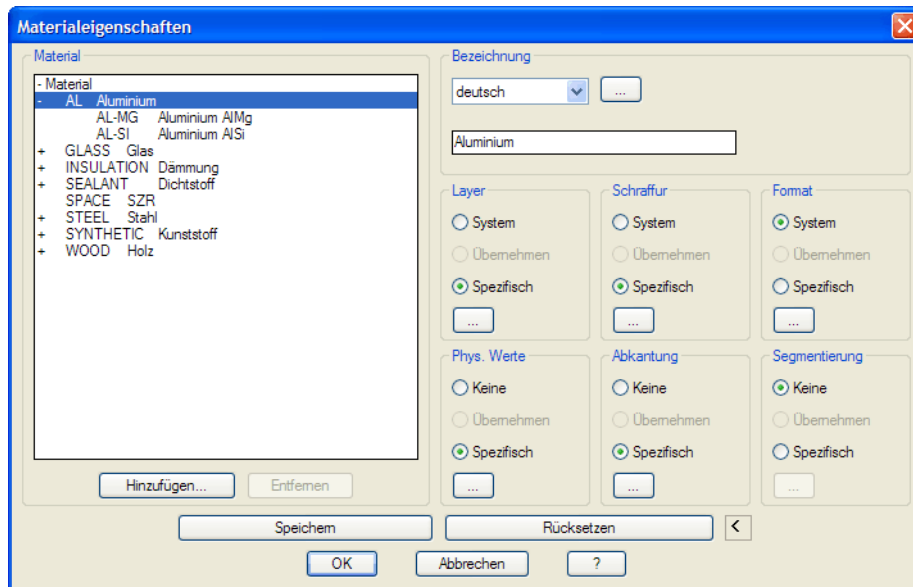 Materialeigenschaften
Material
- Material
- AL Aluminium
AL-MG Aluminium AlMg
AL-SI Aluminium AlSi
+ GLASS Glas
+ INSULATION Dämmung
+ SEALANT Dichtstoff
SPACE SZR
+ STEEL Stahl
+ SYNTHETIC Kunststoff
+ WOOD Holz
Hinzufügen... Entfernen
Bezeichnung
deutsch ...
Aluminium
Layer
System
Übernehmen
Spezifisch
...
Schraffur
System
Übernehmen
Spezifisch
...
Format
System
Übernehmen
Spezifisch
...
Phys. Werte
Keine
Übernehmen
Spezifisch
...
Abkantung
Keine
Übernehmen
Spezifisch
...
Segmentierung
Keine
Übernehmen
Spezifisch
...
Speichern Rücksetzen <
OK Abbrechen ?